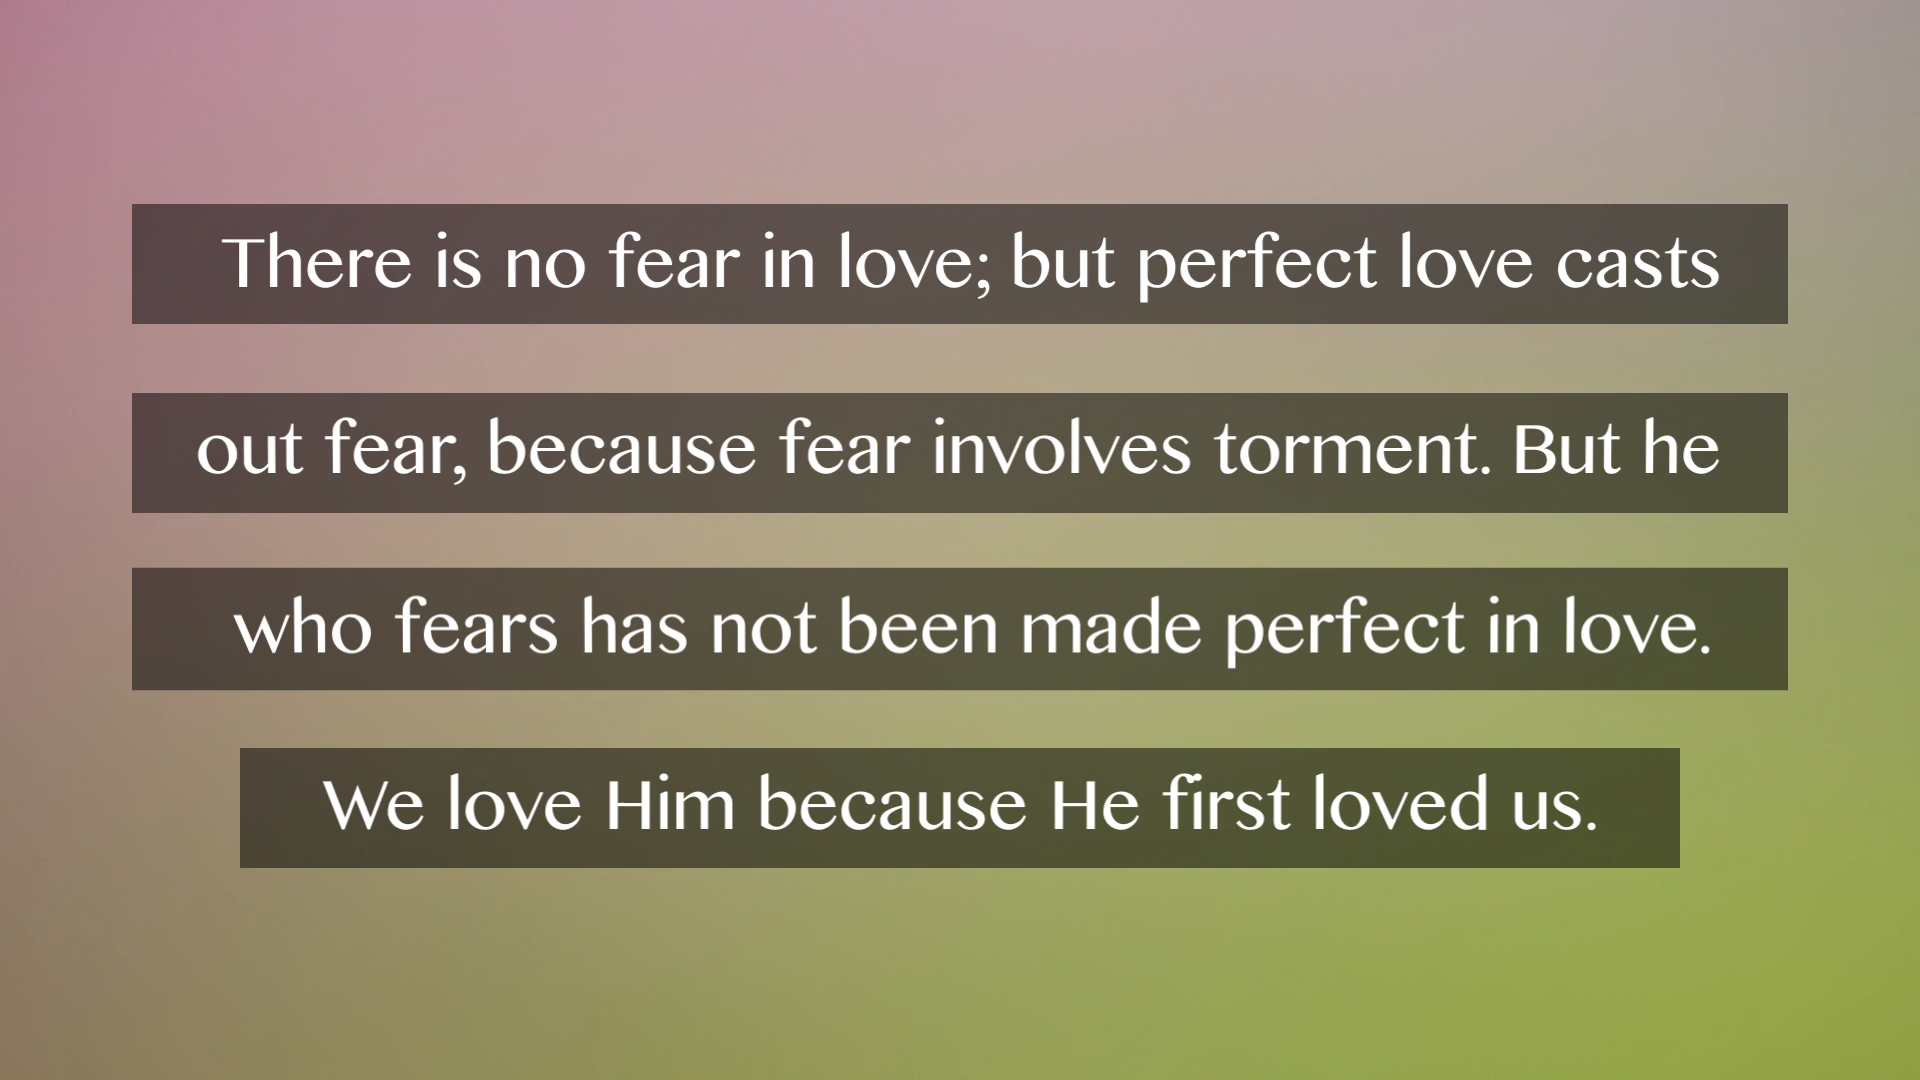 There is no fear in love; but perfect love casts
out fear, because fear involves torment. But he
who fears has not been made perfect in love.
We love Him because He first loved us.